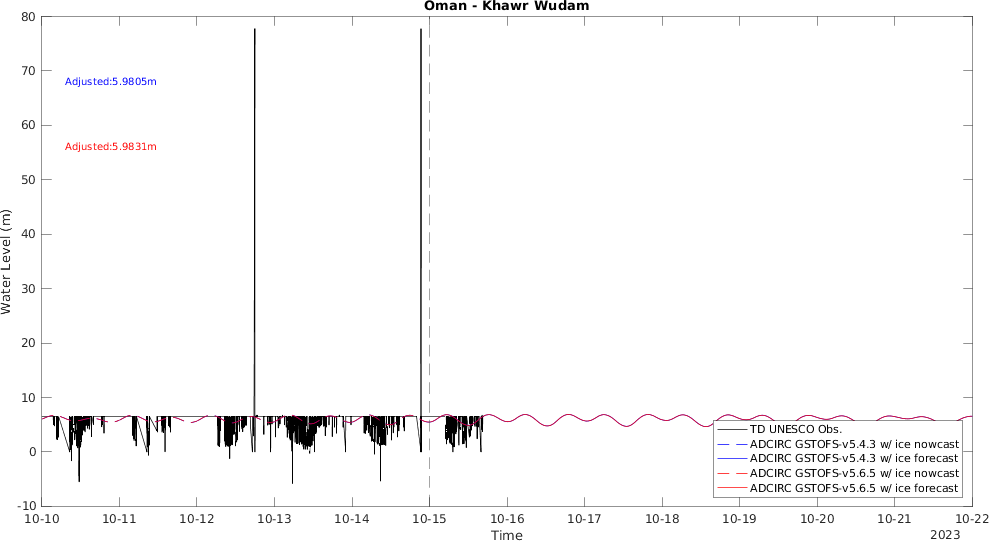 Oman - Khawr Wudam
80
70
60
50
40
30
20
10
0
-10
Water Level (m)
Adjusted:5.9805m
Adjusted:5.9831m
TD UNESCO Obs.
ADCIRC GSTOFS-v5.4.3 w/ ice nowcast
ADCIRC GSTOFS-v5.4.3 w/ ice forecast
ADCIRC GSTOFS-v5.6.5 w/ ice nowcast
ADCIRC GSTOFS-v5.6.5 w/ ice forecast
10-10 10-11 10-12 10-13 10-14 10-15 10-16 10-17 10-18 10-19 10-20 10-21 10-22
Time
2023